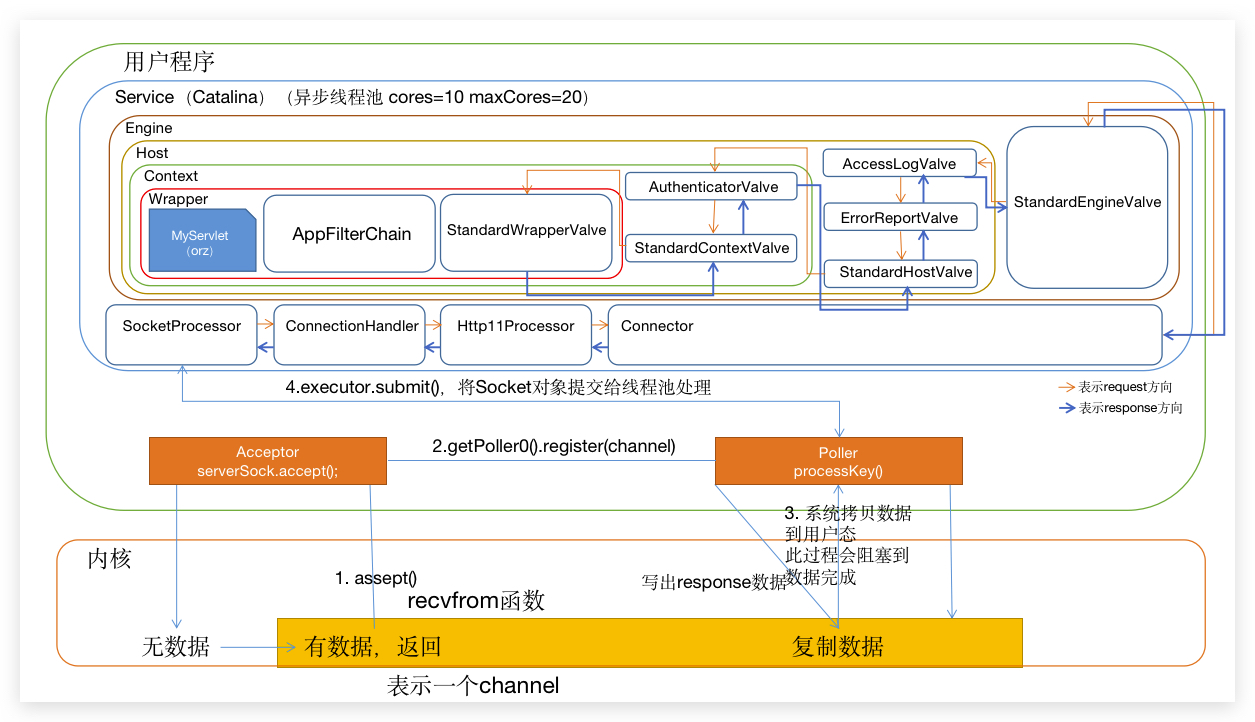 用户程序
Service（Catalina）（异步线程池 cores=10 maxCores=20）
Engine
Host
Context
Wrapper
MyServlet
（orz）
AppFilterChain
StandardWrapperValve
AuthenticatorValve
StandardContextValve
AccessLogValve
ErrorReportValve
StandardHostValve
StandardEngineValve
SocketProcessor
ConnectionHandler
Http11Processor
Connector
4.executor.submit()，将Socket对象提交给线程池处理
表示request方向
表示response方向
Acceptor
serverSock.accept();
2.getPoller0().register(channel)
Poller
processKey()
3. 系统拷贝数据
到用户态
此过程会阻塞到
数据完成
内核
1. assept()
写出response数据
recvfrom函数
无数据
有数据，返回
复制数据
表示一个channel